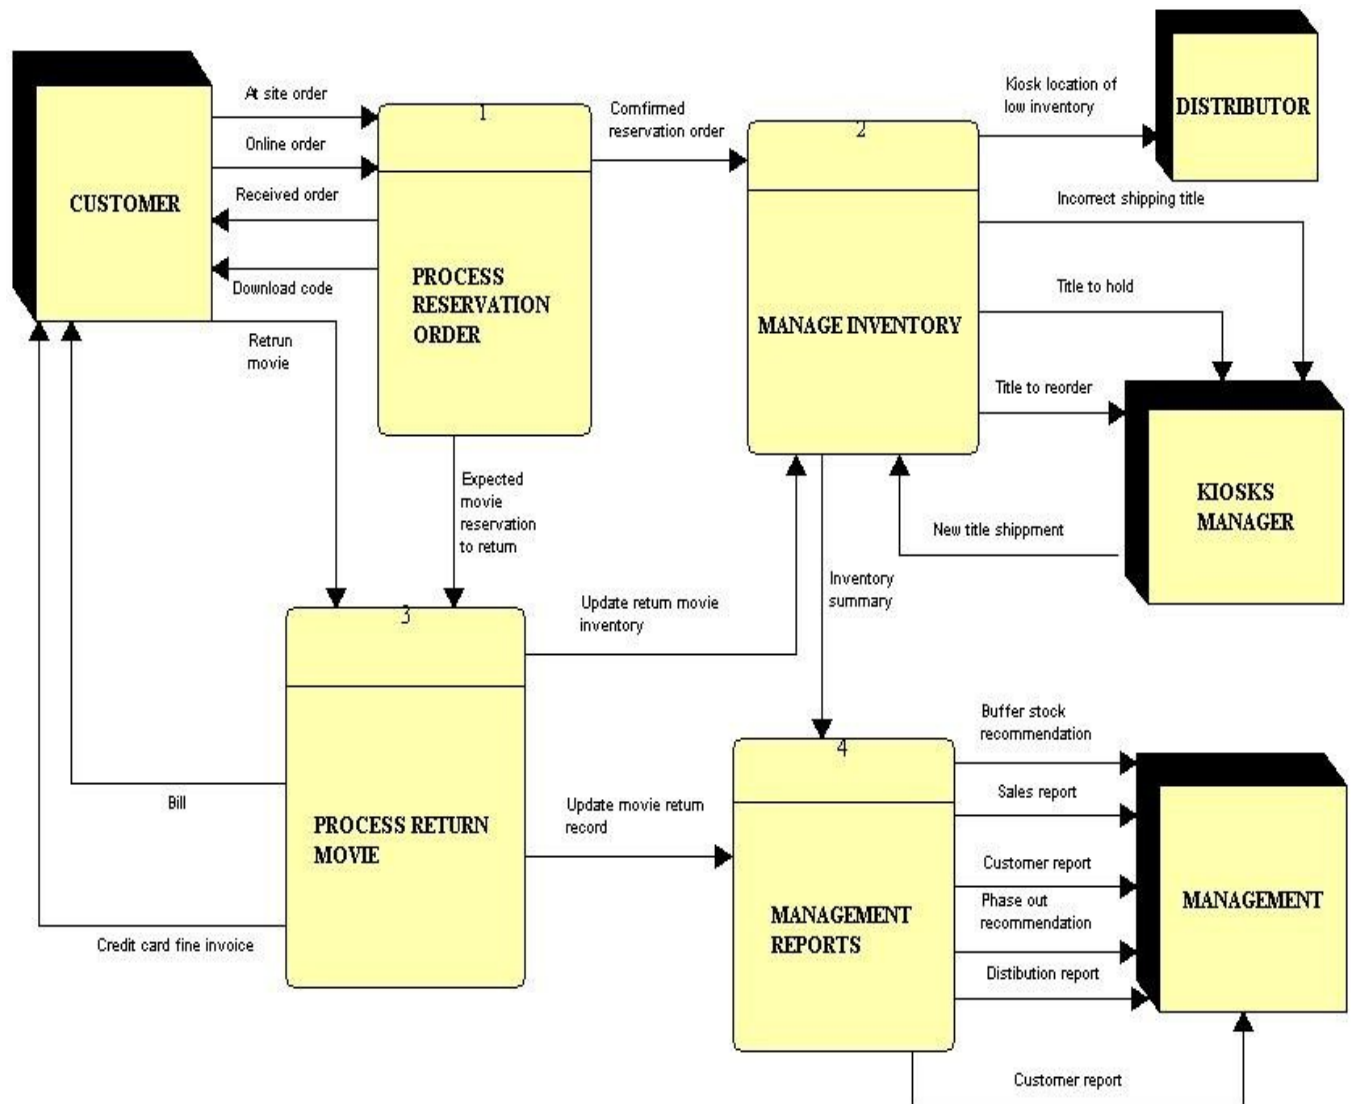 At site order
Online order
CUSTOMER
Received order
Download code
Retrun
movie
1
PROCESS
RESERVATION
ORDER
Comfirmed
reservation order
2
MANAGE INVENTORY
Kiosk location of
low inventory
DISTRIBUTOR
Incorrect shipping title
Title to hold
Title to reorder
KIOSKS
MANAGER
New title shippment
Expected
movie
reservation
to return
Inventory
summary
Update return movie
inventory
3
PROCESS RETURN
MOVIE
Bill
Credit card fine invoice
Update movie return
record
4
MANAGEMENT
REPORTS
Buffer stock
recommendation
Sales report
Customer report
Phase out
recommendation
Distibution report
MANAGEMENT
Customer report